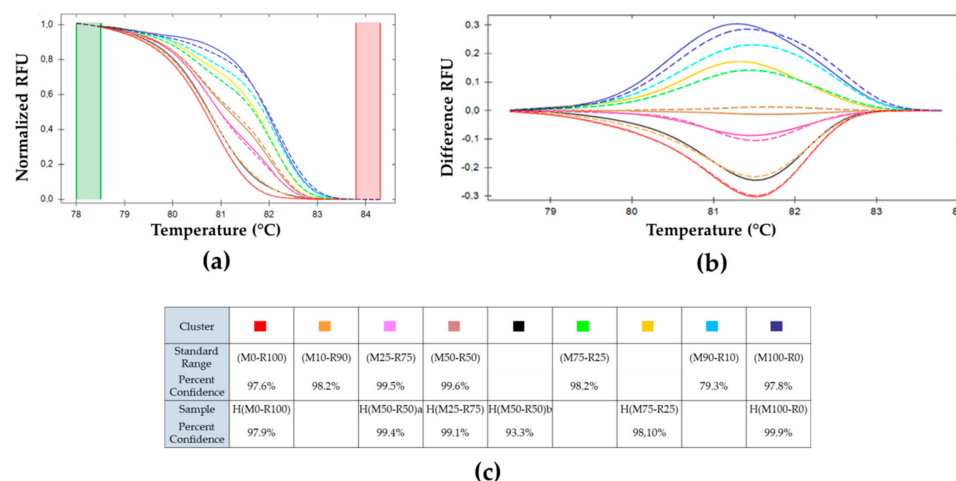 Normalized RFU
1.0
0.8
0.6
0.4
0.2
0.0
78 79 80 81 82 83 84
Temperature (°C)
(a)
Difference RFU
0,3
0,2
0,1
0.0
-0,1
-0,2
-0,3
79 80 81 82 83 8
Temperature (°C)
(b)
Cluster
Standard Range (M0-R100) (M10-R90) (M25-R75) (M50-R50) (M75-R25) (M90-R10) (M100-R0)
Percent Confidence 97.6% 98.2% 99.5% 99.6% 98.2% 79.3% 97.8%
Sample H(M0-R100) H(M50-R50)a H(M25-R75) H(M50-R50)b H(M75-R25) H(M100-R0)
Percent Confidence 97.9% 99.4% 99.1% 93.3% 98,10% 99.9%
(c)